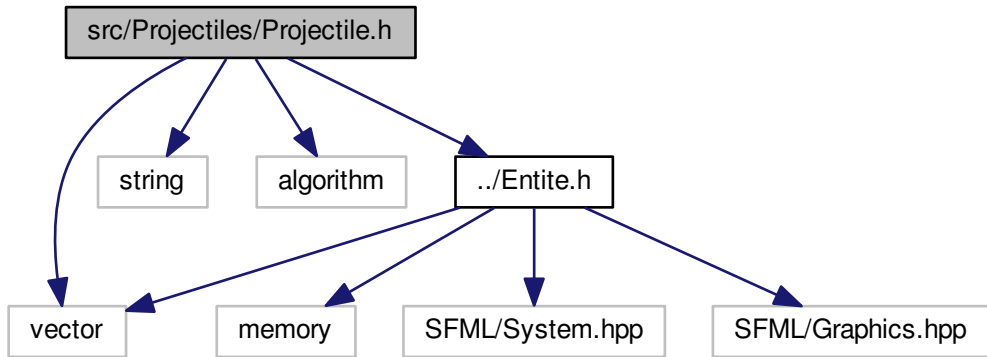 src/Projectiles/Projectile.h
string
algorithm
../Entite.h
vector
memory
SFML/System.hpp
SFML/Graphics.hpp